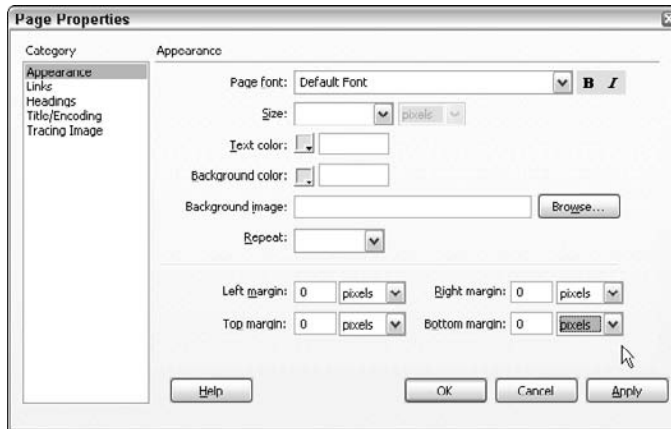 Page Properties
Category
Appearance
Links
Headings
Title/Encoding
Tracing Image
Appearance
Page font: Default Font B I
Size: pixels
Text color:
Background color:
Background image: Browse...
Repeat:
Left margin: 0 pixels Right margin: 0 pixels
Top margin: 0 pixels Bottom margin: 0 pixels
Help OK Cancel Apply